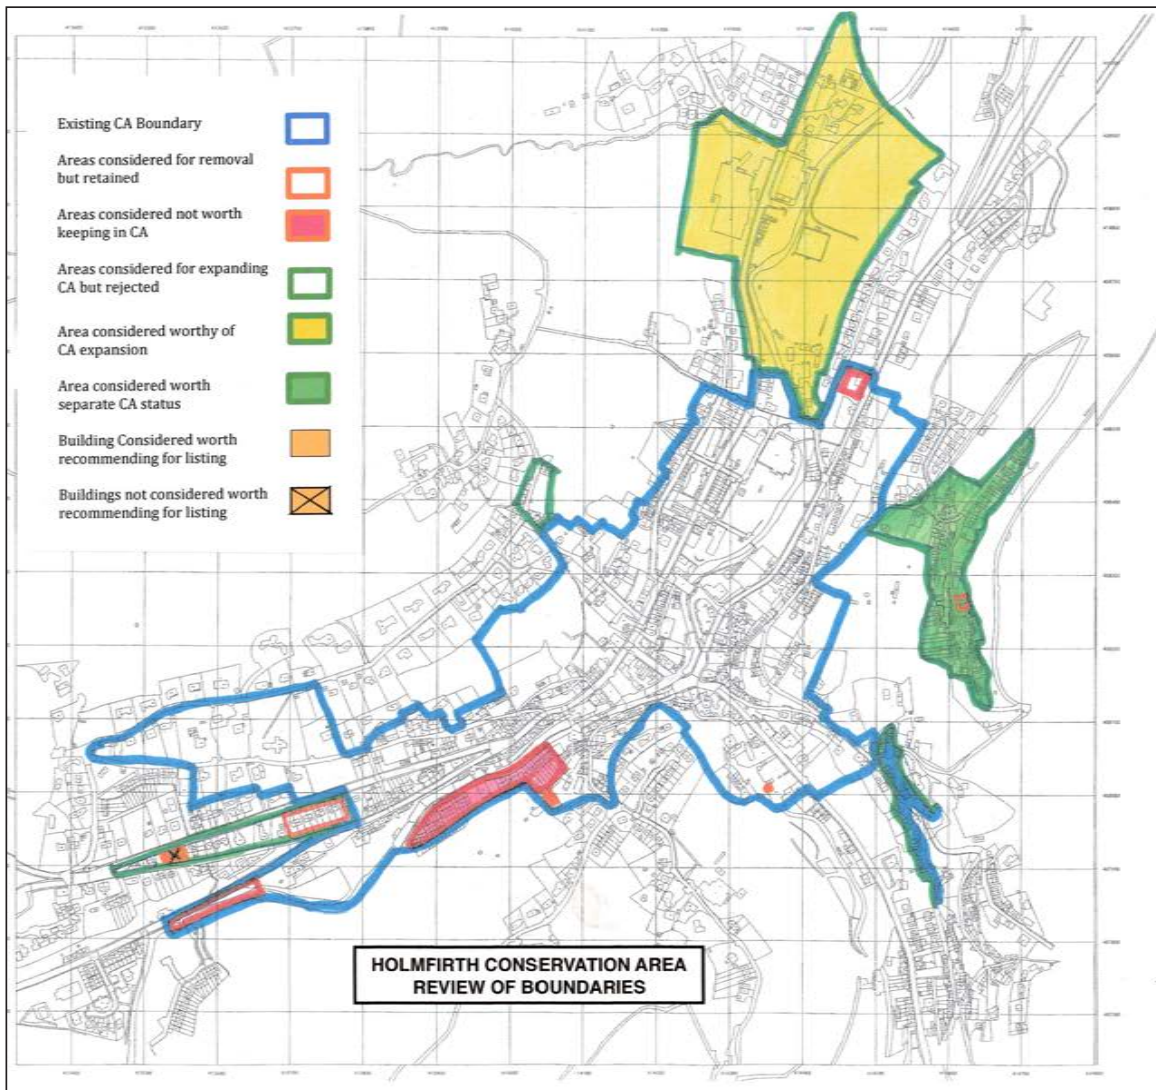 Existing CA Boundary
Areas considered for removal
but retained
Areas considered not worth
keeping in CA
Areas considered for expanding
CA but rejected
Area considered worthy of
CA expansion
Area considered worth
separate CA status
Building Considered worth
recommending for listing
Buildings not considered worth
recommending for listing
HOLMFIRTH CONSERVATION AREA
REVIEW OF BOUNDARIES